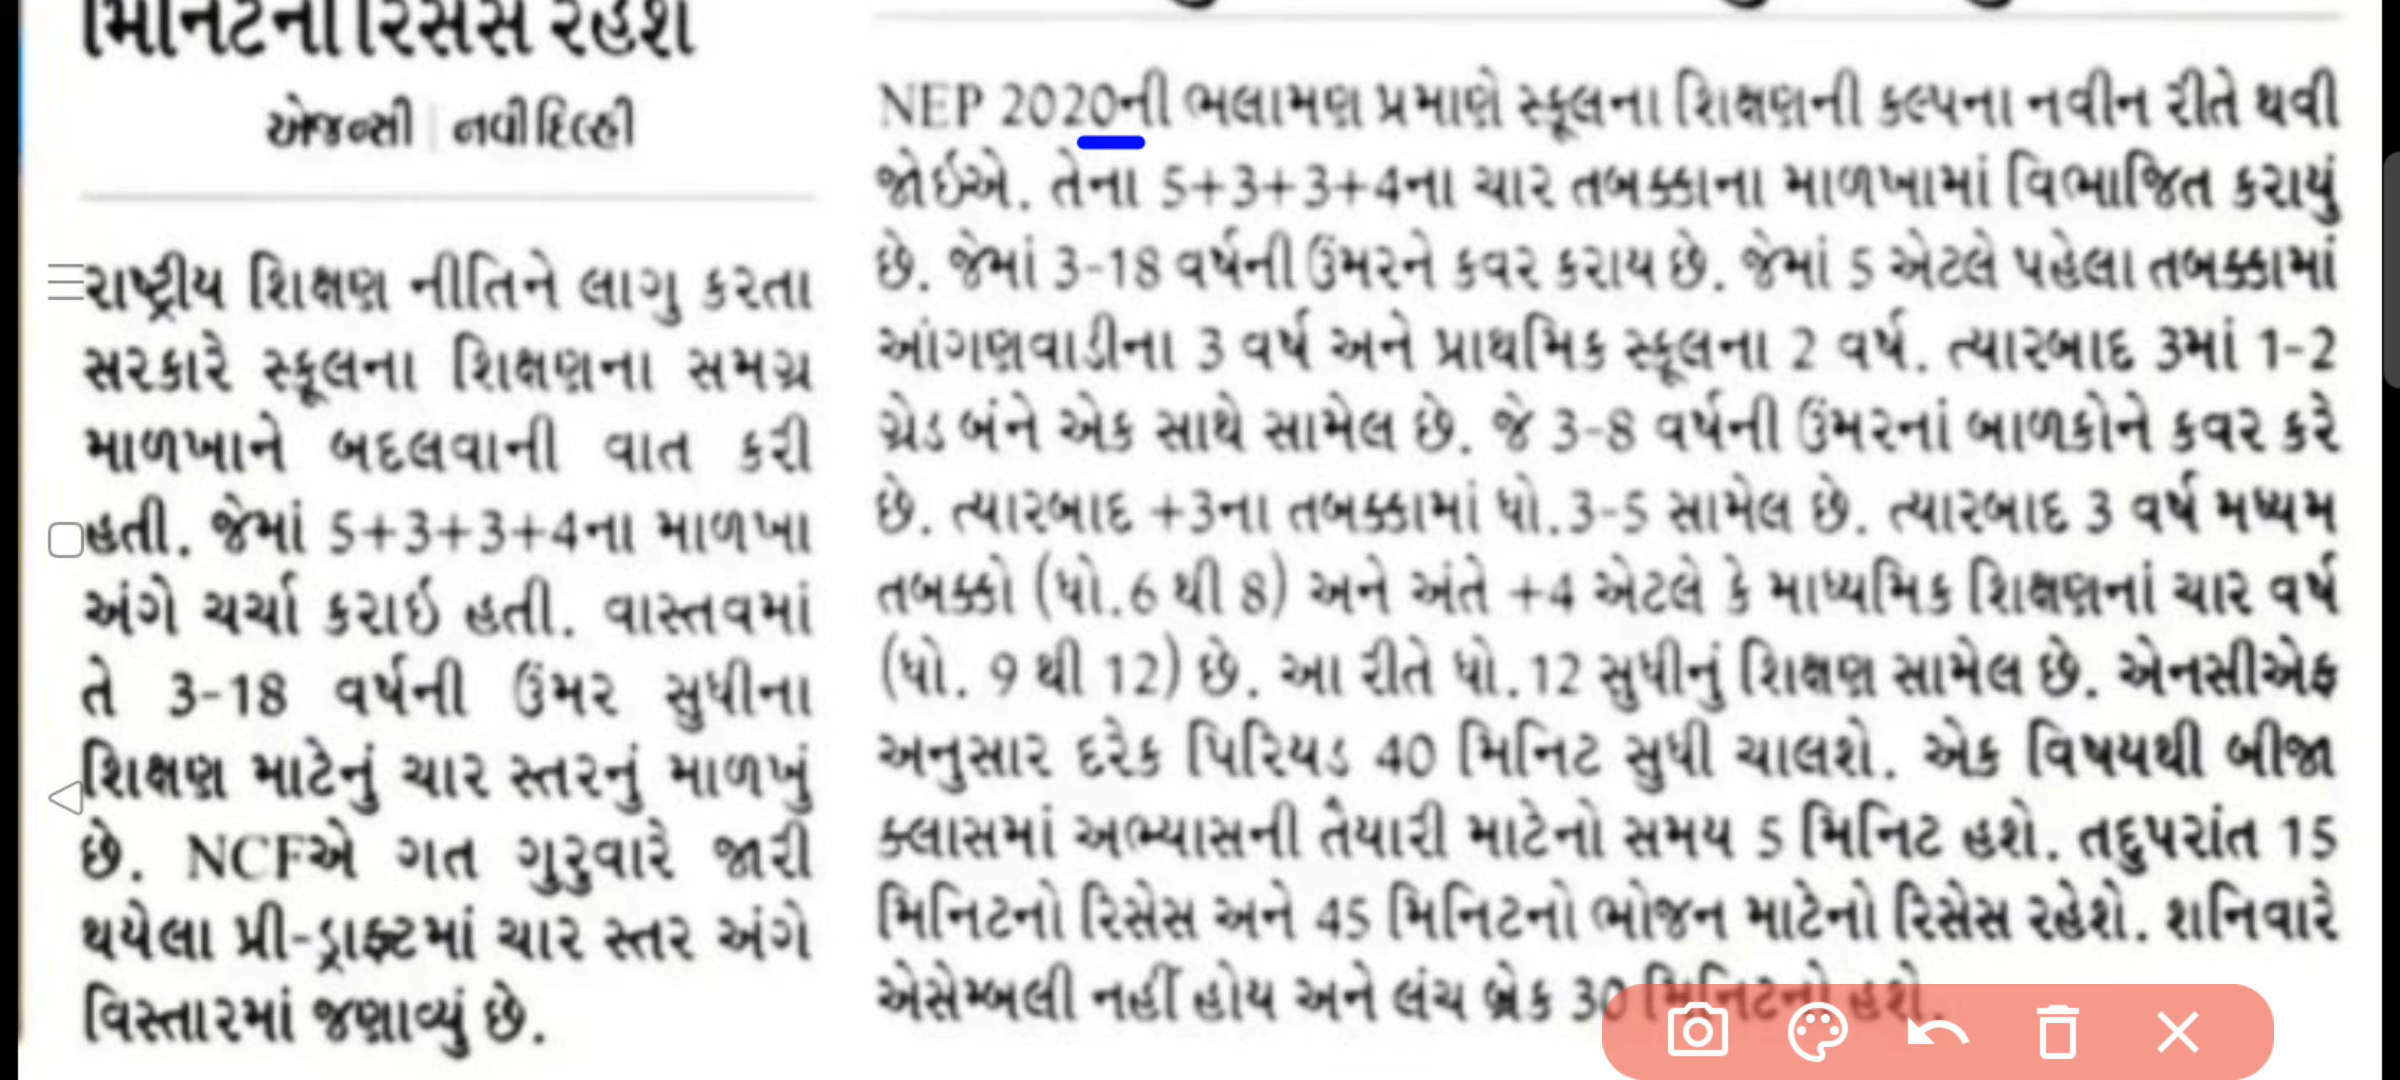 મિનિટનો રિસેસ રહેશે
એજન્સી | નવી દિલ્હી
રાષ્ટ્રીય શિક્ષણ નીતિને લાગુ કરતા
સરકારે સ્કૂલના શિક્ષણના સમગ્ર
માળખાને બદલવાની વાત કરી
હતી. જેમાં 5+3+3+4ના માળખા
અંગે ચર્ચા કરાઇ હતી. વાસ્તવમાં
તે 3-18 વર્ષની ઉંમર સુધીના
શિક્ષણ માટેનું ચાર સ્તરનું માળખું
છે. NCFએ ગત ગુરુવારે જારી
થયેલા પ્રી-ડ્રાફ્ટમાં ચાર સ્તર અંગે
વિસ્તારમાં જણાવ્યું છે.
NEP 2020ની ભલામણ પ્રમાણે સ્કૂલના શિક્ષણની કલ્પના નવીન રીતે થવી
જોઈએ. તેના 5+3+3+4ના ચાર તબક્કાના માળખામાં વિભાજિત કરાયું
છે. જેમાં 3-18 વર્ષની ઉંમરને કવર કરાય છે. જેમાં 5 એટલે પહેલા તબક્કામાં
આંગણવાડીના 3 વર્ષ અને પ્રાથમિક સ્કૂલના 2 વર્ષ. ત્યારબાદ 3માં 1-2
ગ્રેડ બંને એક સાથે સામેલ છે. જે 3-8 વર્ષની ઉંમરનાં બાળકોને કવર કરે
છે. ત્યારબાદ +3ના તબક્કામાં ધો.3-5 સામેલ છે. ત્યારબાદ 3 વર્ષ મધ્યમ
તબક્કો (ધો.6 થી 8) અને અંતે +4 એટલે કે માધ્યમિક શિક્ષણનાં ચાર વર્ષ
(ધો. 9 થી 12) છે. આ રીતે ધો.12 સુધીનું શિક્ષણ સામેલ છે. એનસીએફ
અનુસાર દરેક પિરિયડ 40 મિનિટ સુધી ચાલશે. એક વિષયથી બીજા
ક્લાસમાં અભ્યાસની તૈયારી માટેનો સમય 5 મિનિટ હશે. તદુપરાંત 15
મિનિટનો રિસેસ અને 45 મિનિટનો ભોજન માટેનો રિસેસ રહેશે. શનિવારે
એસેમ્બલી નહીં હોય અને લંચ બ્રેક 30 મિનિટનો હશે.